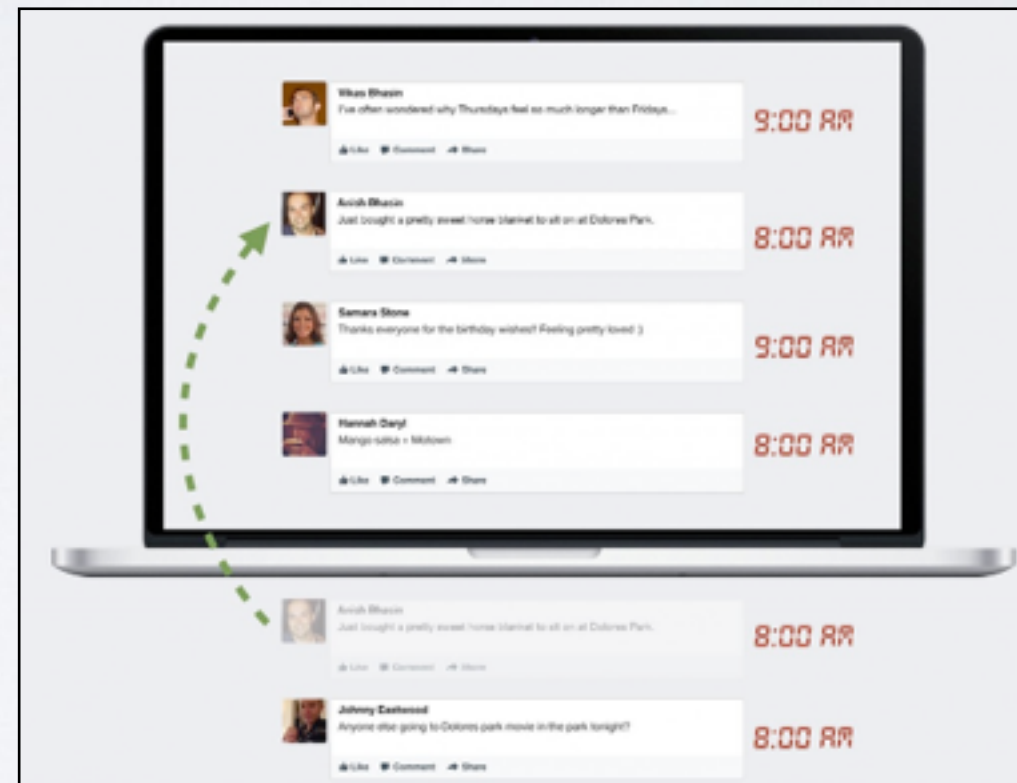 Vikas Bhasin
I've often wondered why Thursdays feel so much longer than Fridays...
9:00 AM
Like Comment Share
Anish Bhasin
Just bought a pretty sweet horse blanket to sit on at Dolores Park.
8:00 AM
Like Comment Share
Samara Stone
Thanks everyone for the birthday wishes!! Feeling pretty loved :)
9:00 AM
Like Comment Share
Hannah Daryl
Mango salsa + Motown
8:00 AM
Like Comment Share
Anish Bhasin
Just bought a pretty sweet horse blanket to sit on at Dolores Park.
8:00 AM
Like Comment Share
Johnny Eastwood
Anyone else going to Dolores park movie in the park tonight?
8:00 AM
Like Comment Share